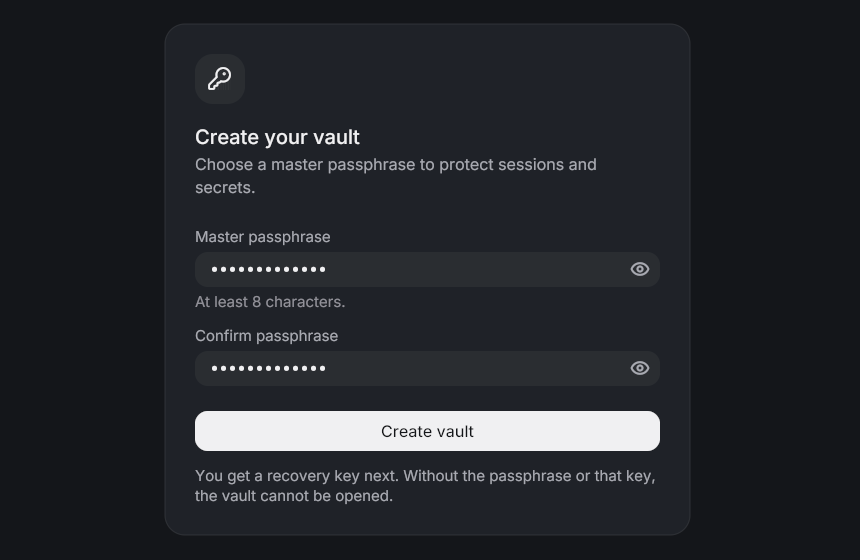 Create your vault
Choose a master passphrase to protect sessions and
secrets.
Master passphrase
•••••••••••••
At least 8 characters.
Confirm passphrase
•••••••••••••
Create vault
You get a recovery key next. Without the passphrase or that key,
the vault cannot be opened.